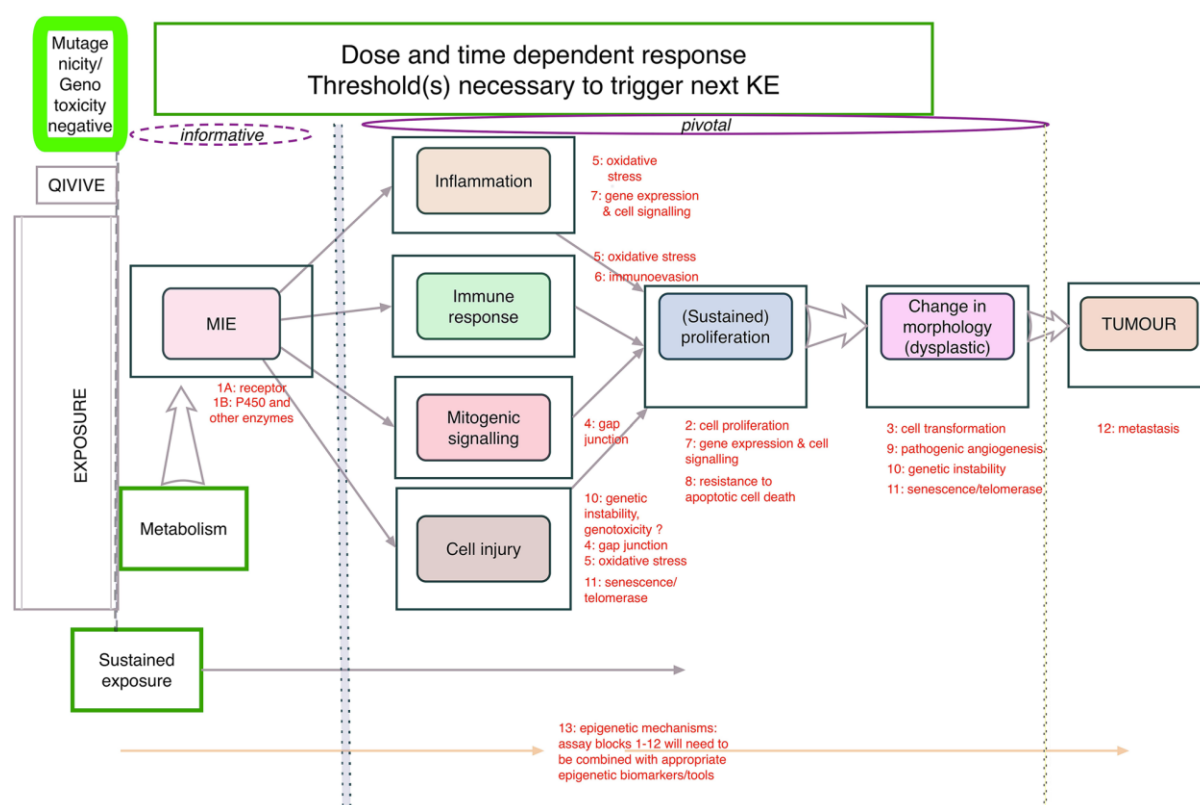 Mutage
nicity/
Geno
toxicity
negative
Dose and time dependent response
Threshold(s) necessary to trigger next KE
informative
pivotal
QIVIVE
EXPOSURE
MIE
1A: receptor
1B: P450 and
other enzymes
Metabolism
Sustained
exposure
Inflammation
5: oxidative
stress
7: gene expression
& cell signalling
Immune
response
5: oxidative stress
6: immunoevasion
Mitogenic
signalling
4: gap
junction
Cell injury
10: genetic
instability,
genotoxicity ?
4: gap junction
5: oxidative stress
11: senescence/
telomerase
(Sustained)
proliferation
2: cell proliferation
7: gene expression & cell
signalling
8: resistance to
apoptotic cell death
Change in
morphology
(dysplastic)
3: cell transformation
9: pathogenic angiogenesis
10: genetic instability
11: senescence/telomerase
TUMOUR
12: metastasis
13: epigenetic mechanisms:
assay blocks 1-12 will need to
be combined with appropriate
epigenetic biomarkers/tools